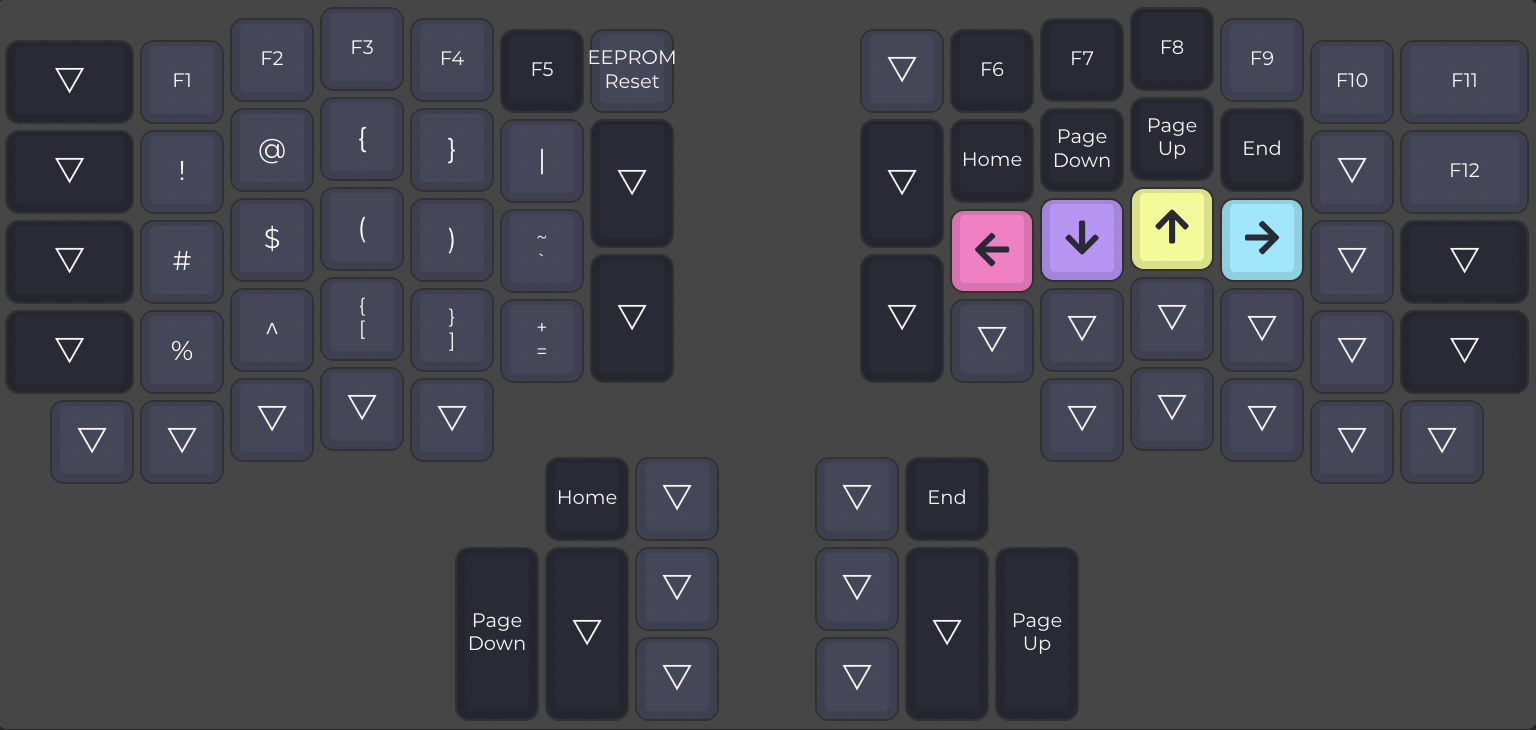 F1
F2
F3
F4
F5
EEPROM
Reset
F6
F7
F8
F9
F10
F11
!
@
{
}
|
Home
Page
Down
Page
Up
End
F12
#
$
(
)
~
`
←
↓
↑
→
%
^
{
[
}
]
+
=
Home
End
Page
Down
Page
Up